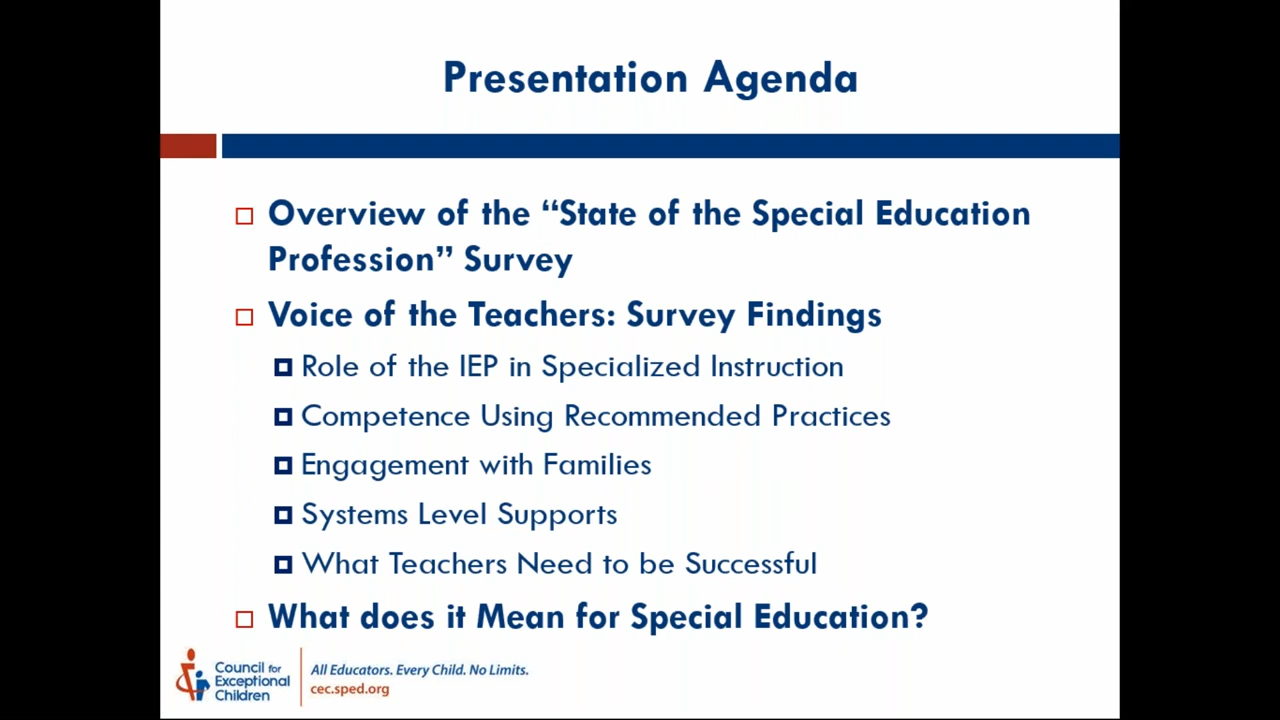 Presentation Agenda
Overview of the “State of the Special Education
Profession” Survey
Voice of the Teachers: Survey Findings
Role of the IEP in Specialized Instruction
Competence Using Recommended Practices
Engagement with Families
Systems Level Supports
What Teachers Need to be Successful
What does it Mean for Special Education?
Council for
Exceptional
Children
All Educators. Every Child. No Limits.
cec.sped.org